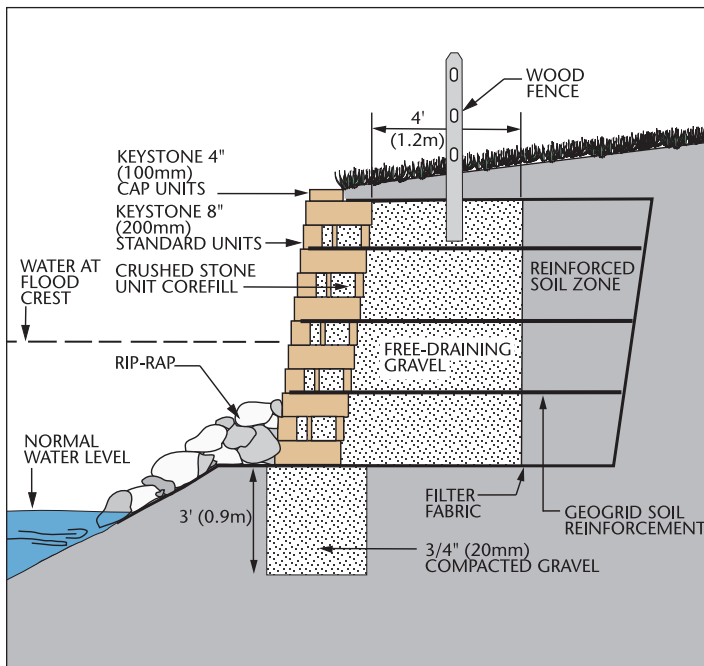 WOOD
FENCE
4'
(1.2m)
KEYSTONE 4"
(100mm)
CAP UNITS
KEYSTONE 8"
(200mm)
STANDARD UNITS
CRUSHED STONE
UNIT COREFILL
REINFORCED
SOIL ZONE
WATER AT
FLOOD
CREST
FREE-DRAINING
GRAVEL
RIP-RAP
NORMAL
WATER LEVEL
FILTER
FABRIC
GEOGRID SOIL
REINFORCEMENT
3' (0.9m)
3/4" (20mm)
COMPACTED GRAVEL